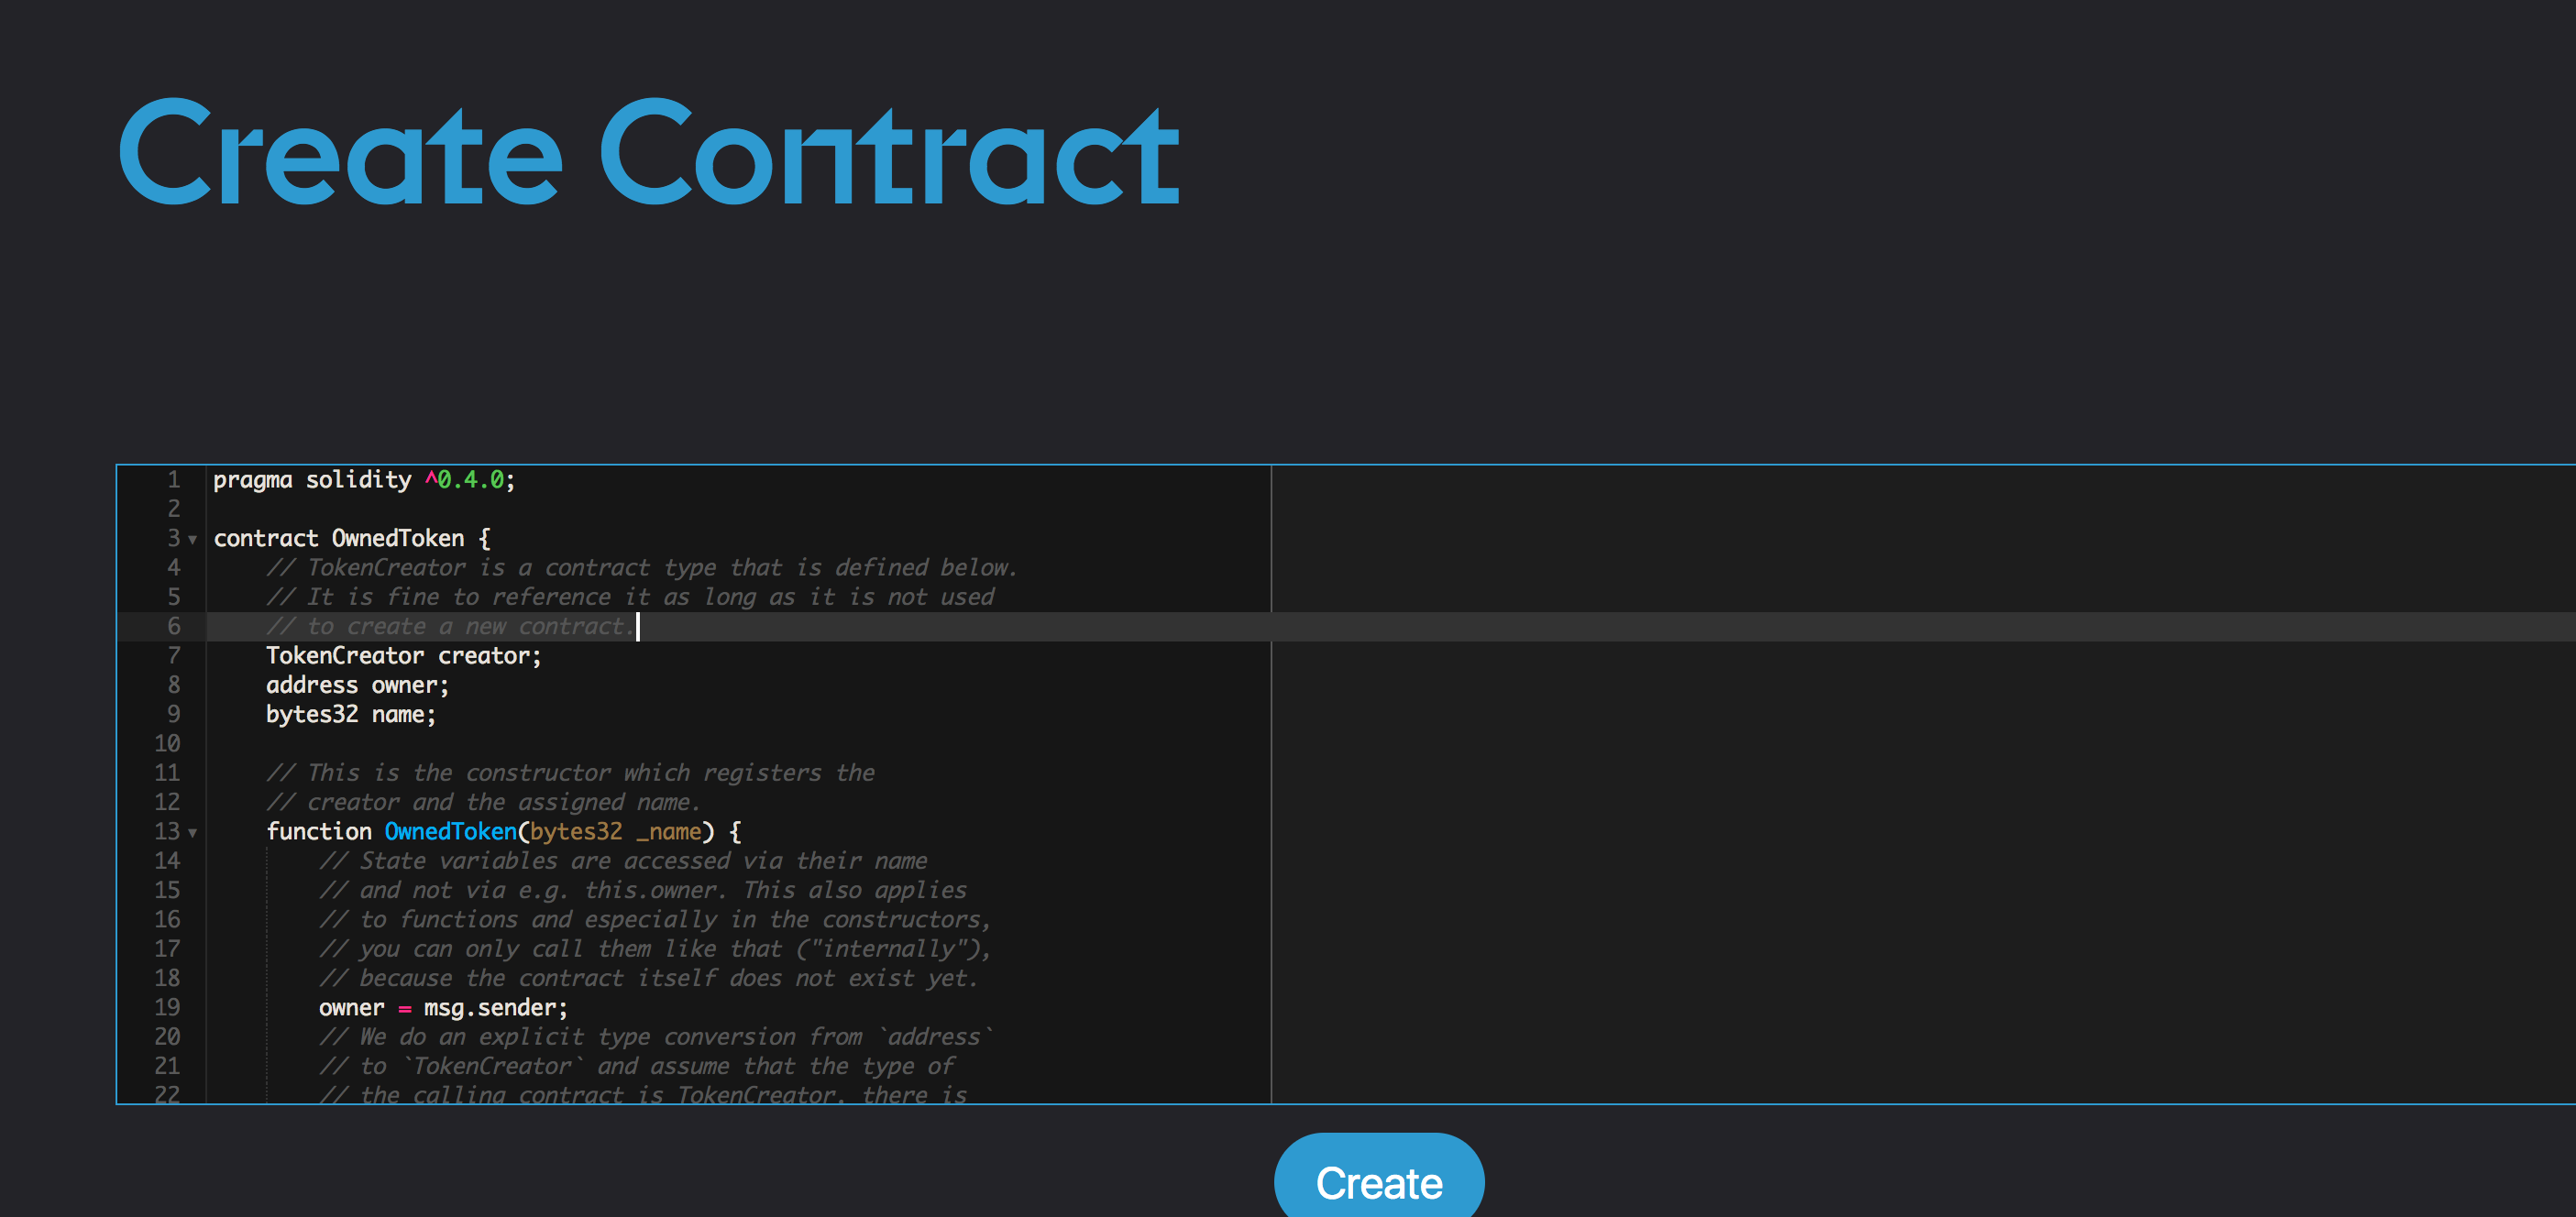 Create Contract
1 pragma solidity ^0.4.0;
2
3 contract OwnedToken {
4 // TokenCreator is a contract type that is defined below.
5 // It is fine to reference it as long as it is not used
6 // to create a new contract.
7 TokenCreator creator;
8 address owner;
9 bytes32 name;
10
11 // This is the constructor which registers the
12 // creator and the assigned name.
13 function OwnedToken(bytes32 _name) {
14 // State variables are accessed via their name
15 // and not via e.g. this.owner. This also applies
16 // to functions and especially in the constructors,
17 // you can only call them like that ("internally"),
18 // because the contract itself does not exist yet.
19 owner = msg.sender;
20 // We do an explicit type conversion from `address`
21 // to `TokenCreator` and assume that the type of
22 // the calling contract is TokenCreator, there is
Create